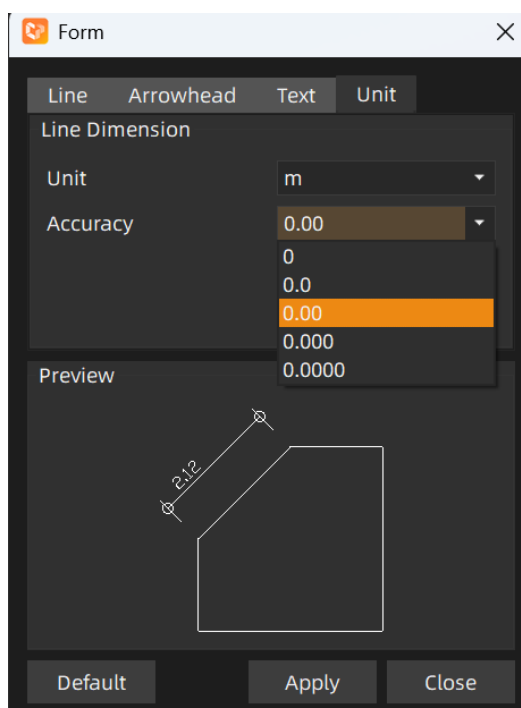 Form
Line Arrowhead Text Unit
Line Dimension
Unit m
Accuracy 0.00
0
0.0
0.00
0.000
0.0000
Preview
2.12
Default Apply Close